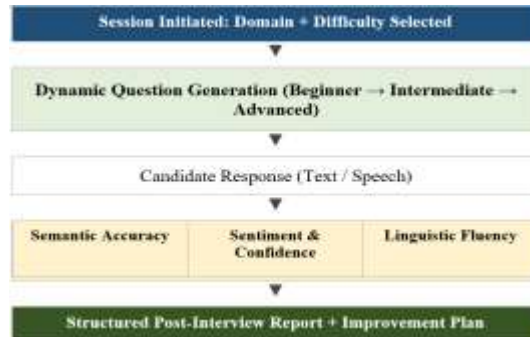 Session Initiated: Domain + Difficulty Selected
Dynamic Question Generation (Beginner → Intermediate →
Advanced)
Candidate Response (Text / Speech)
Semantic Accuracy
Sentiment &
Confidence
Linguistic Fluency
Structured Post-Interview Report + Improvement Plan